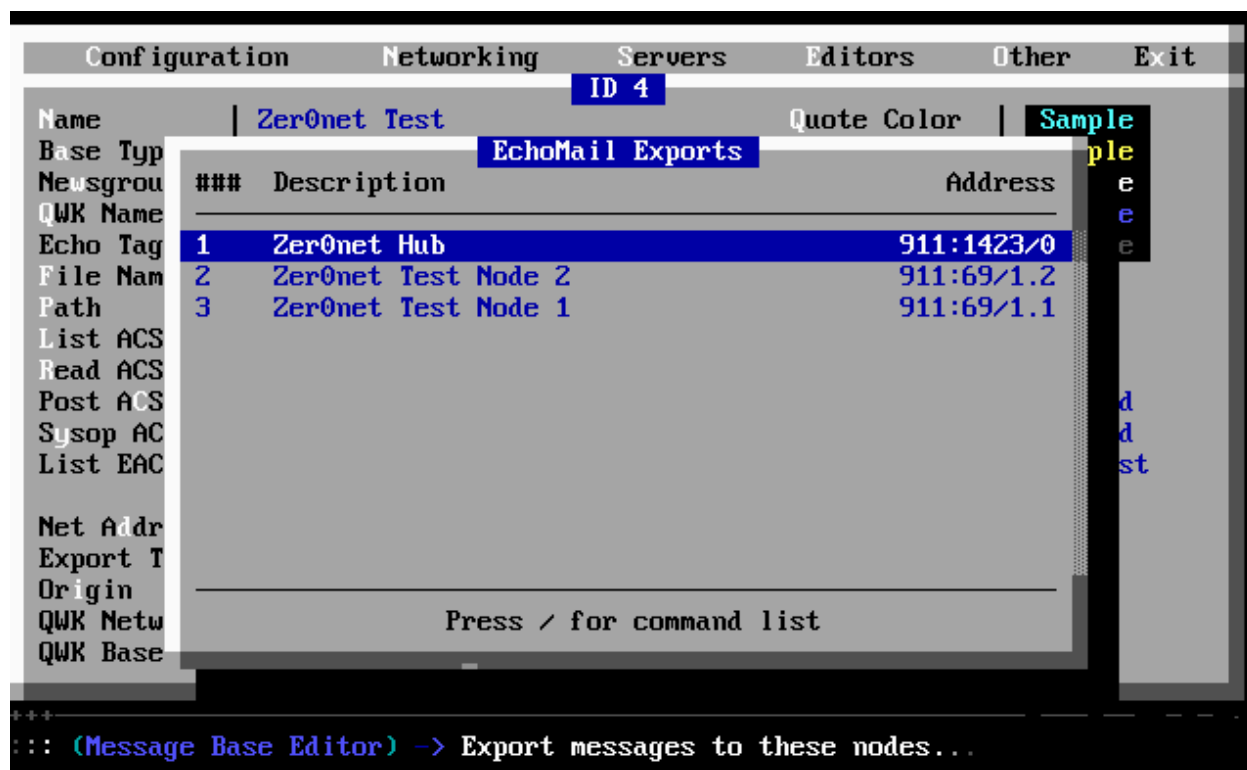 Configuration Networking Servers Editors Other Exit
ID 4
Name | Zer0net Test Quote Color | Sample
Base Typ EchoMail Exports ple
Newsgrou ### Description Address e
QWK Name e
Echo Tag 1 Zer0net Hub 911:1423/0 e
File Nam 2 Zer0net Test Node 2 911:69/1.2
Path 3 Zer0net Test Node 1 911:69/1.1
List ACS
Read ACS
Post ACS d
Sysop AC d
List EAC st
Net Addr
Export T
Origin
QWK Netw Press / for command list
QWK Base
+++
::: (Message Base Editor) -> Export messages to these nodes...